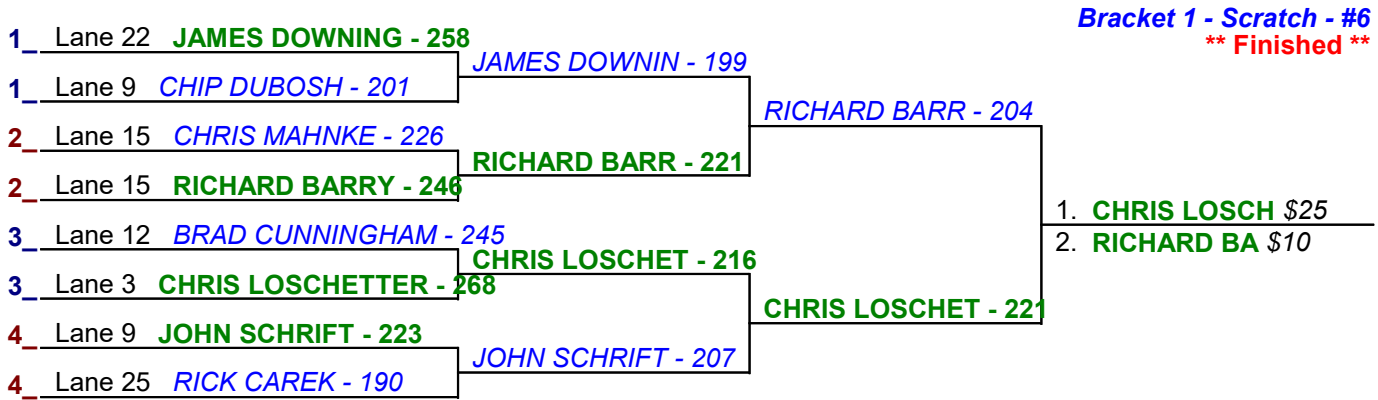 Bracket 1 - Scratch - #6
** Finished **
1_ Lane 22 JAMES DOWNING - 258
JAMES DOWNIN - 199
1_ Lane 9 CHIP DUBOSH - 201
RICHARD BARR - 204
2_ Lane 15 CHRIS MAHNKE - 226
RICHARD BARR - 221
2_ Lane 15 RICHARD BARRY - 246
1. CHRIS LOSCH $25
2. RICHARD BA $10
3_ Lane 12 BRAD CUNNINGHAM - 245
CHRIS LOSCHET - 216
3_ Lane 3 CHRIS LOSCHETTER - 268
CHRIS LOSCHET - 221
4_ Lane 9 JOHN SCHRIFT - 223
JOHN SCHRIFT - 207
4_ Lane 25 RICK CAREK - 190